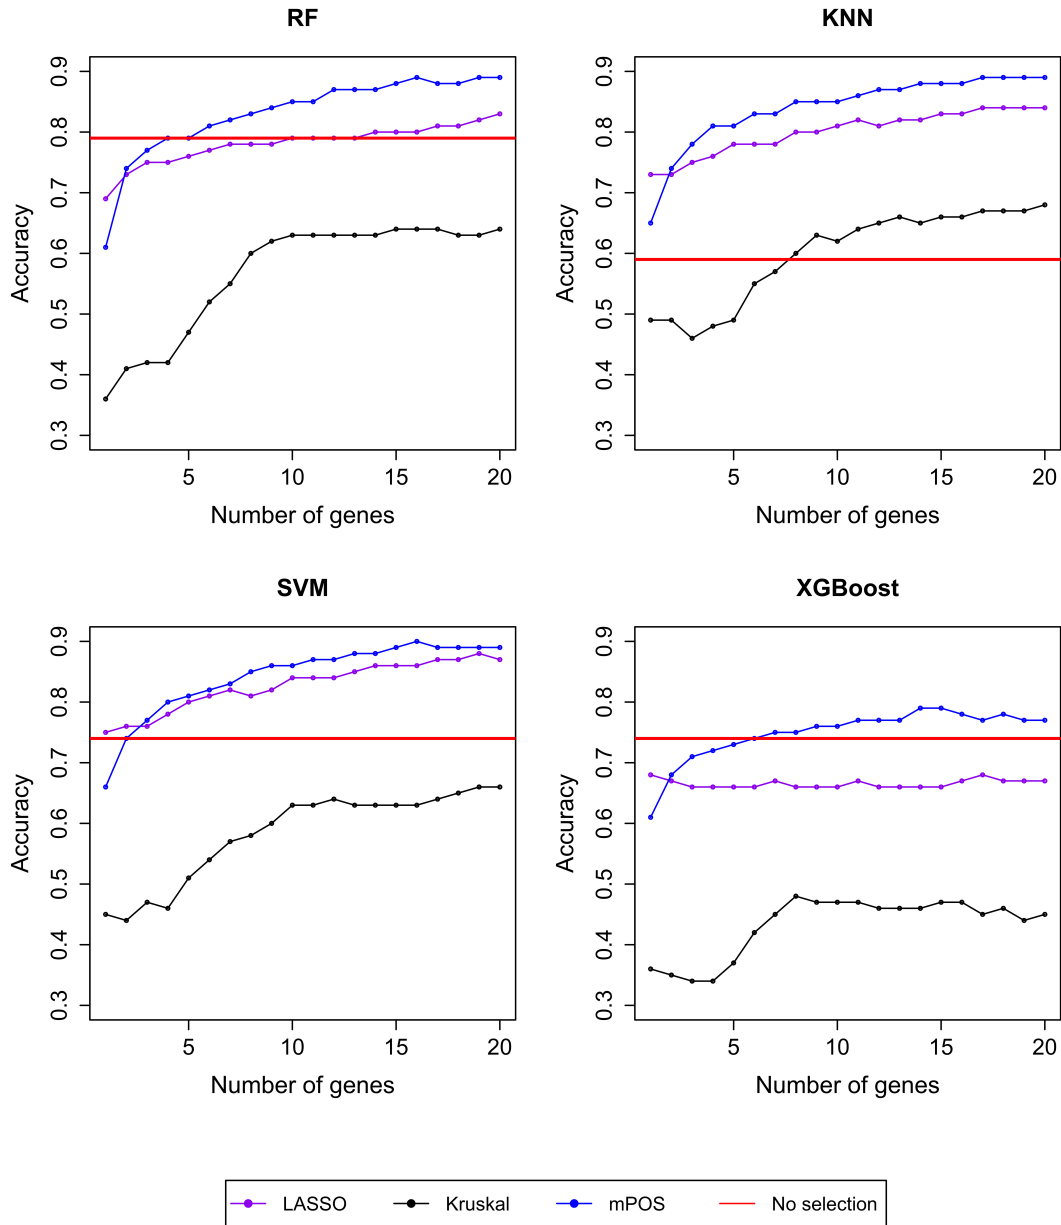 RF
KNN
Accuracy
0.3 0.4 0.5 0.6 0.7 0.8 0.9
5 10 15 20
Number of genes
Accuracy
0.3 0.4 0.5 0.6 0.7 0.8 0.9
5 10 15 20
Number of genes
SVM
XGBoost
Accuracy
0.3 0.4 0.5 0.6 0.7 0.8 0.9
5 10 15 20
Number of genes
Accuracy
0.3 0.4 0.5 0.6 0.7 0.8 0.9
5 10 15 20
Number of genes
LASSO Kruskal mPOS No selection